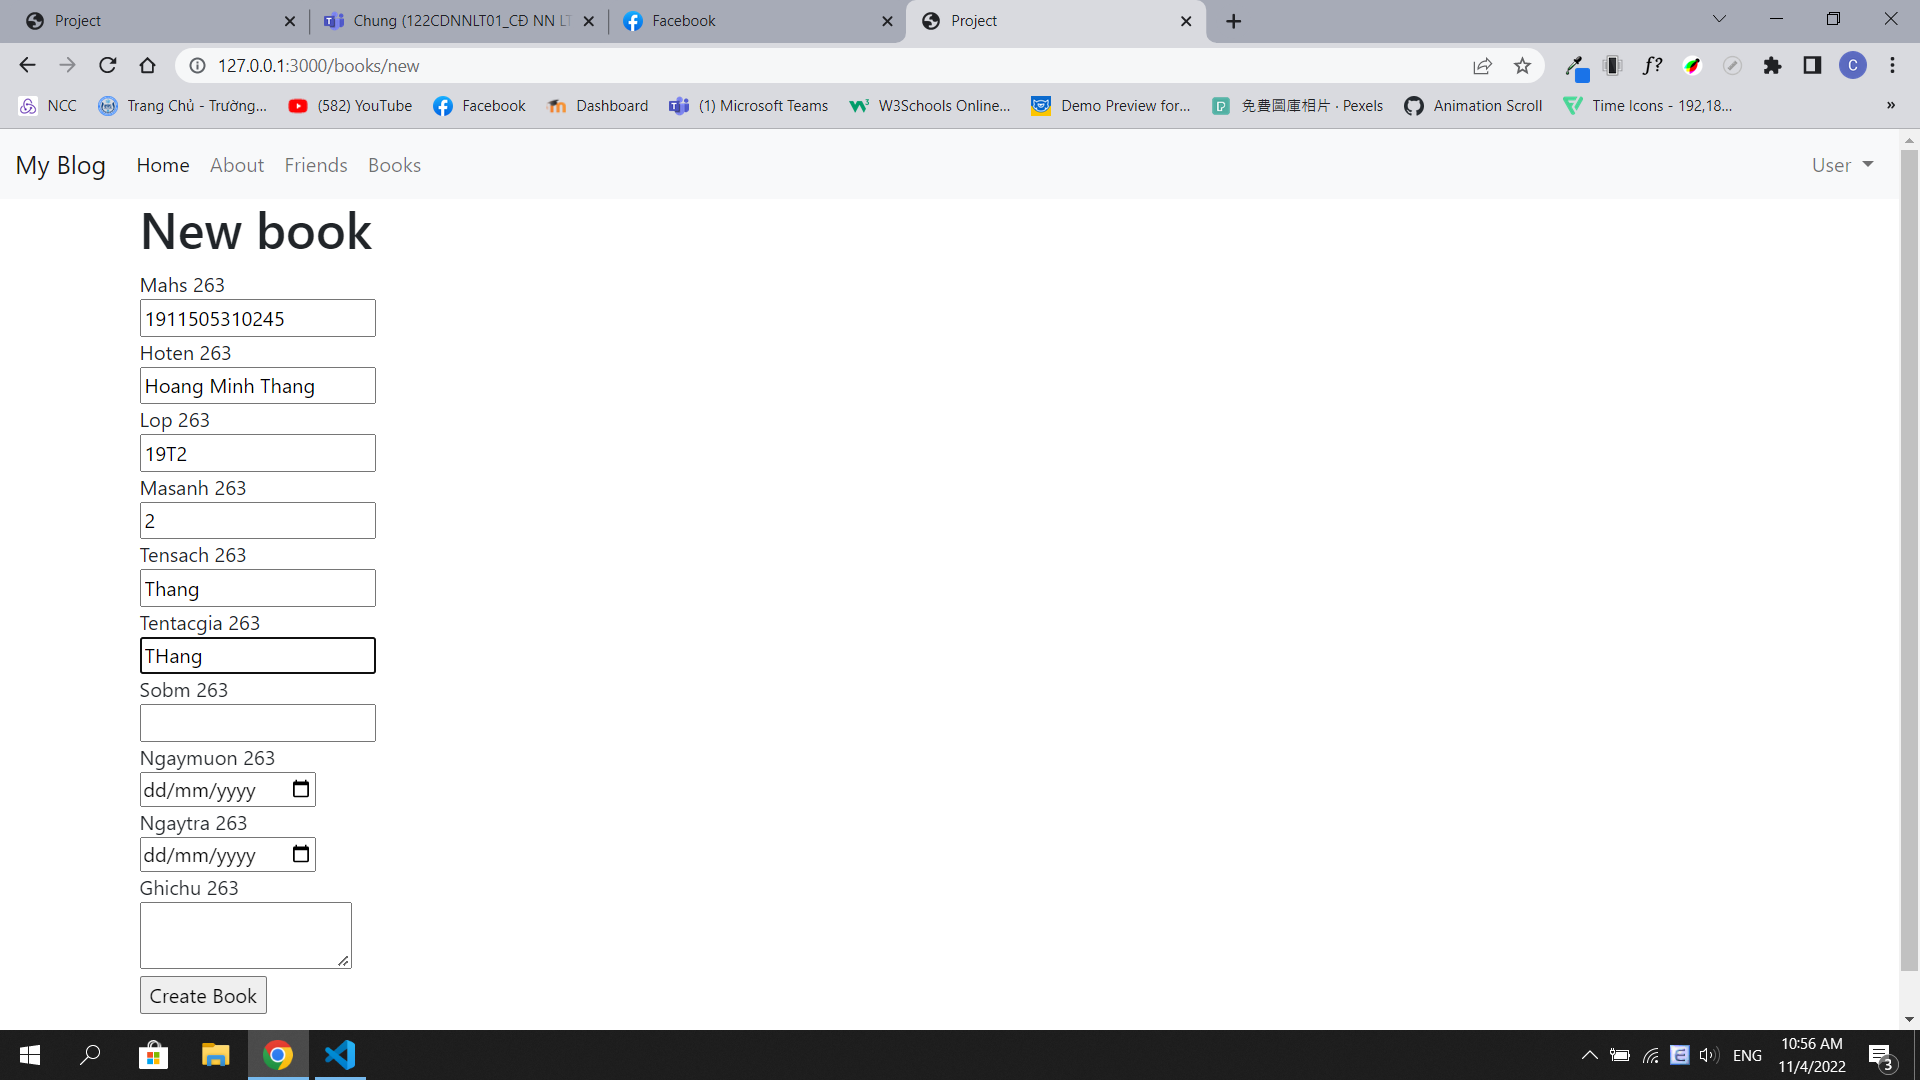 Project
Chung (122CDNNLT01_CĐ NN LT
Facebook
Project
127.0.0.1:3000/books/new
f?
C
NCC
Trang Chủ - Trường...
(582) YouTube
Facebook
Dashboard
(1) Microsoft Teams
W3Schools Online...
Demo Preview for...
免費圖庫相片 · Pexels
Animation Scroll
Time Icons - 192,18...
»
My Blog
Home
About
Friends
Books
User
New book
Mahs 263
1911505310245
Hoten 263
Hoang Minh Thang
Lop 263
19T2
Masanh 263
2
Tensach 263
Thang
Tentacgia 263
THang
Sobm 263
Ngaymuon 263
dd/mm/yyyy
Ngaytra 263
dd/mm/yyyy
Ghichu 263
Create Book
ENG
10:56 AM
11/4/2022
3